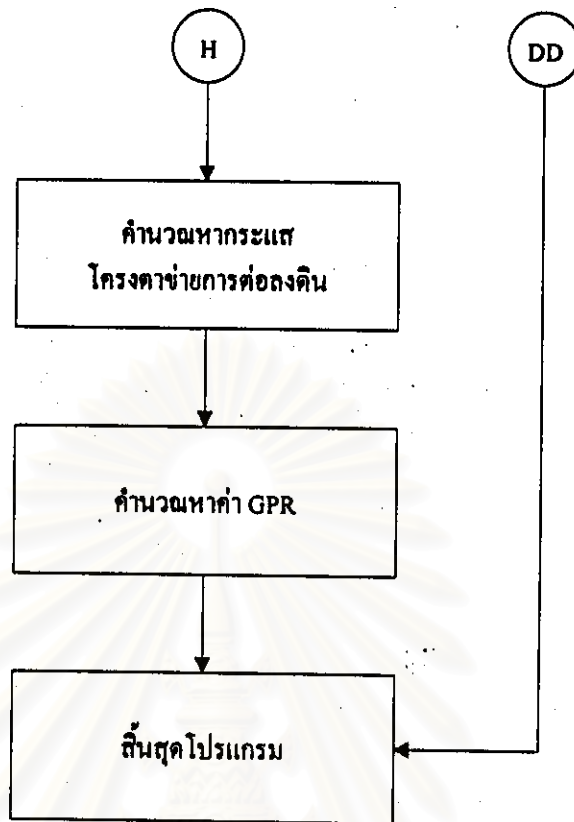 H
DD
คำนวณหากระแส
โครงตาข่ายการต่อลงดิน
คำนวณหาค่า GPR
สิ้นสุดโปรแกรม